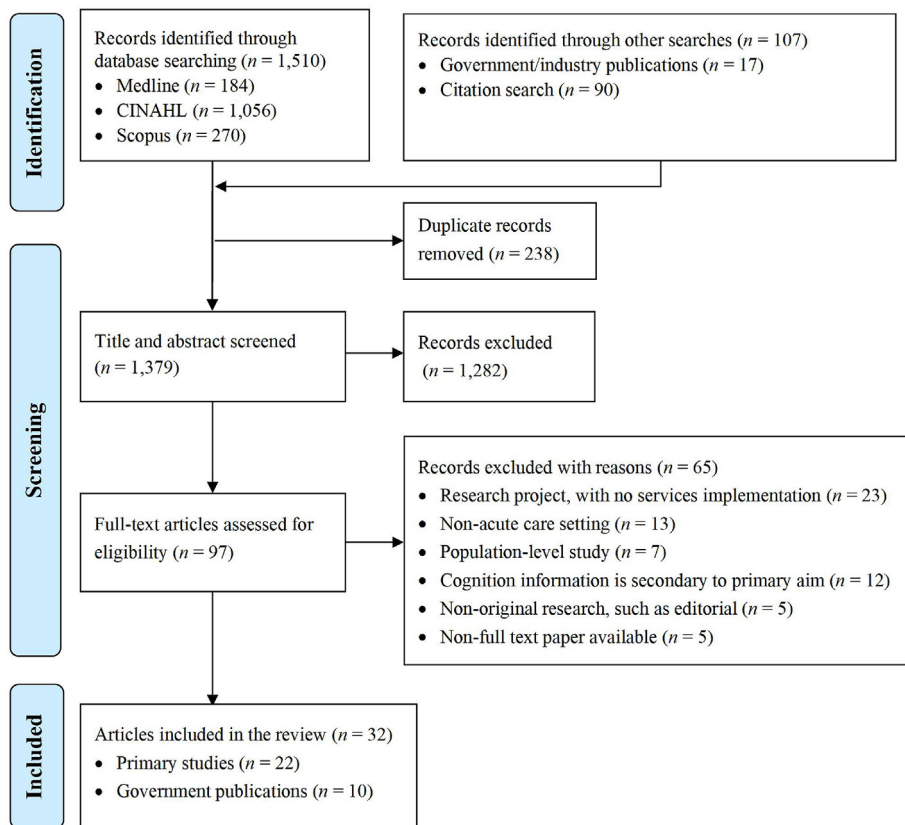 Identification
Records identified through
database searching (n = 1,510)
• Medline (n = 184)
• CINAHL (n = 1,056)
• Scopus (n = 270)
Records identified through other searches (n = 107)
• Government/industry publications (n = 17)
• Citation search (n = 90)
Screening
Duplicate records
removed (n = 238)
Title and abstract screened
(n = 1,379)
Records excluded
(n = 1,282)
Full-text articles assessed for
eligibility (n = 97)
Records excluded with reasons (n = 65)
• Research project, with no services implementation (n = 23)
• Non-acute care setting (n = 13)
• Population-level study (n = 7)
• Cognition information is secondary to primary aim (n = 12)
• Non-original research, such as editorial (n = 5)
• Non-full text paper available (n = 5)
Included
Articles included in the review (n = 32)
• Primary studies (n = 22)
• Government publications (n = 10)